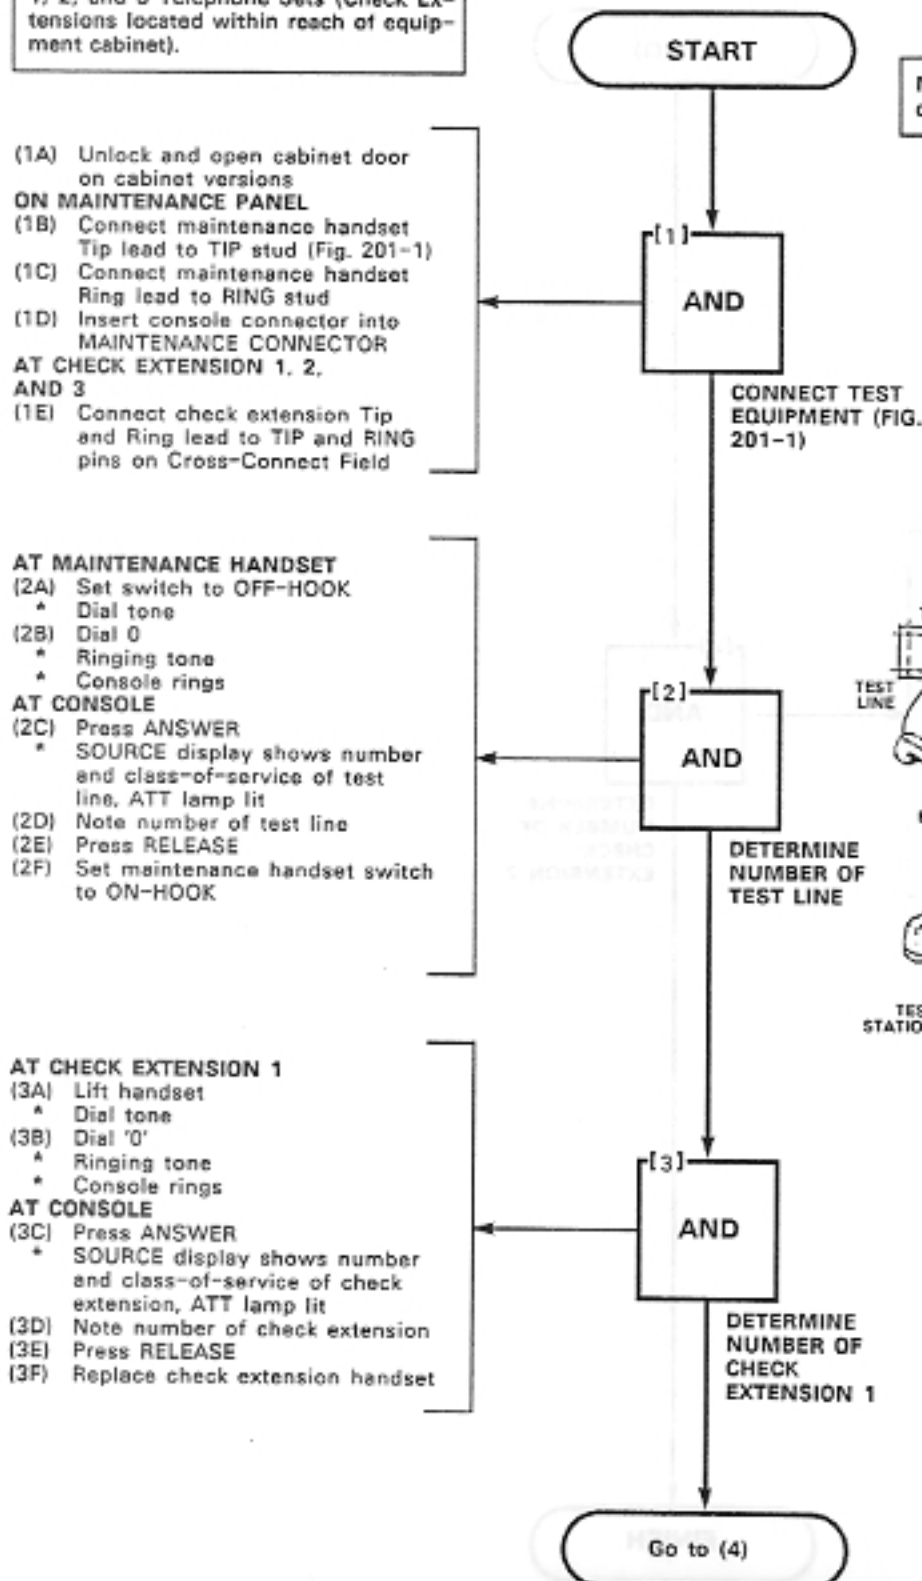 1, 2, and 3 Telephone Sets (Check Ex-
tensions located within reach of equip-
ment cabinet).
START
(1A) Unlock and open cabinet door
on cabinet versions
ON MAINTENANCE PANEL
(1B) Connect maintenance handset
Tip lead to TIP stud (Fig. 201-1)
(1C) Connect maintenance handset
Ring lead to RING stud
(1D) Insert console connector into
MAINTENANCE CONNECTOR
AT CHECK EXTENSION 1, 2,
AND 3
(1E) Connect check extension Tip
and Ring lead to TIP and RING
pins on Cross-Connect Field
[1]
AND
CONNECT TEST
EQUIPMENT (FIG.
201-1)
AT MAINTENANCE HANDSET
(2A) Set switch to OFF-HOOK
* Dial tone
(2B) Dial 0
* Ringing tone
* Console rings
AT CONSOLE
(2C) Press ANSWER
* SOURCE display shows number
and class-of-service of test
line, ATT lamp lit
(2D) Note number of test line
(2E) Press RELEASE
(2F) Set maintenance handset switch
to ON-HOOK
[2]
AND
DETERMINE
NUMBER OF
TEST LINE
TEST
LINE
TES
STATIO
AT CHECK EXTENSION 1
(3A) Lift handset
* Dial tone
(3B) Dial '0'
* Ringing tone
* Console rings
AT CONSOLE
(3C) Press ANSWER
* SOURCE display shows number
and class-of-service of check
extension, ATT lamp lit
(3D) Note number of check extension
(3E) Press RELEASE
(3F) Replace check extension handset
[3]
AND
DETERMINE
NUMBER OF
CHECK
EXTENSION 1
Go to (4)